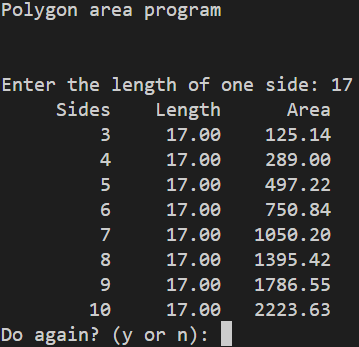 Polygon area program
Enter the length of one side: 17
Sides Length Area
3 17.00 125.14
4 17.00 289.00
5 17.00 497.22
6 17.00 750.84
7 17.00 1050.20
8 17.00 1395.42
9 17.00 1786.55
10 17.00 2223.63
Do again? (y or n):